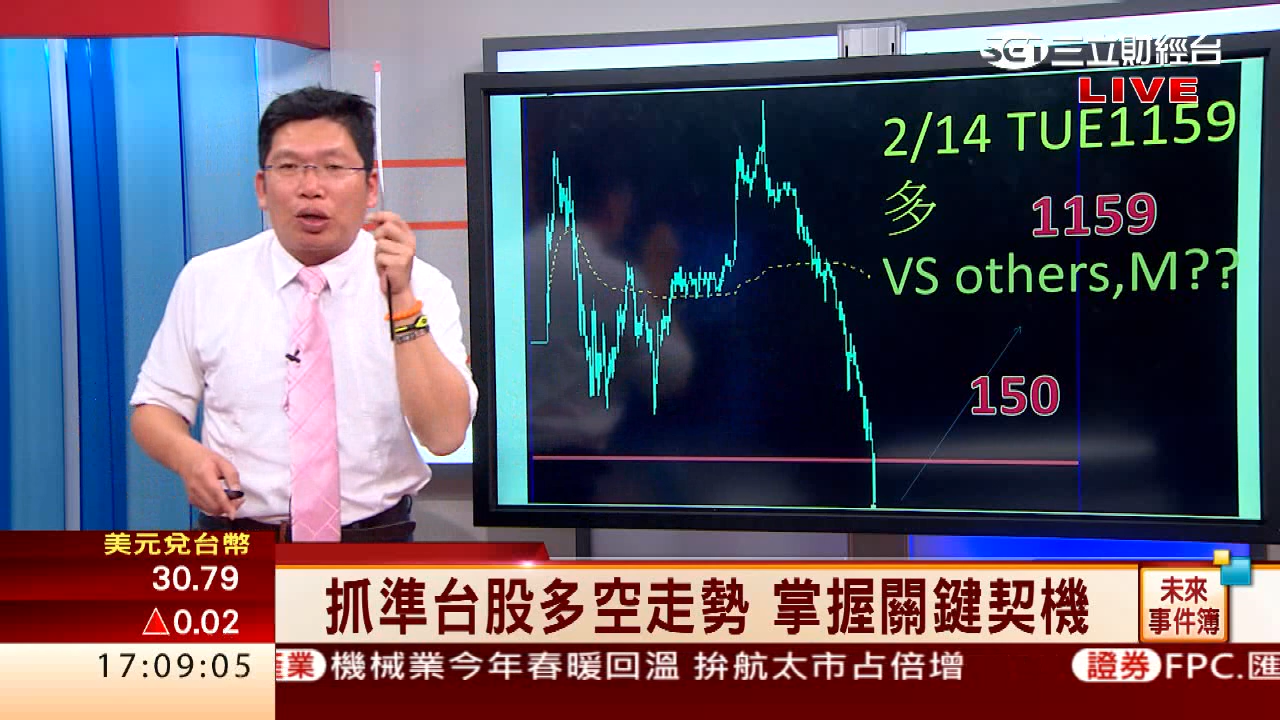 SET三立財經台
LIVE
2/14 TUE1159
多
1159
VS others,M??
150
美元兌台幣
30.79
△0.02
17:09:05
抓準台股多空走勢 掌握關鍵契機
未來
事件簿
產業 機械業今年春暖回溫 拚航太市占倍增
證券 FPC.匯